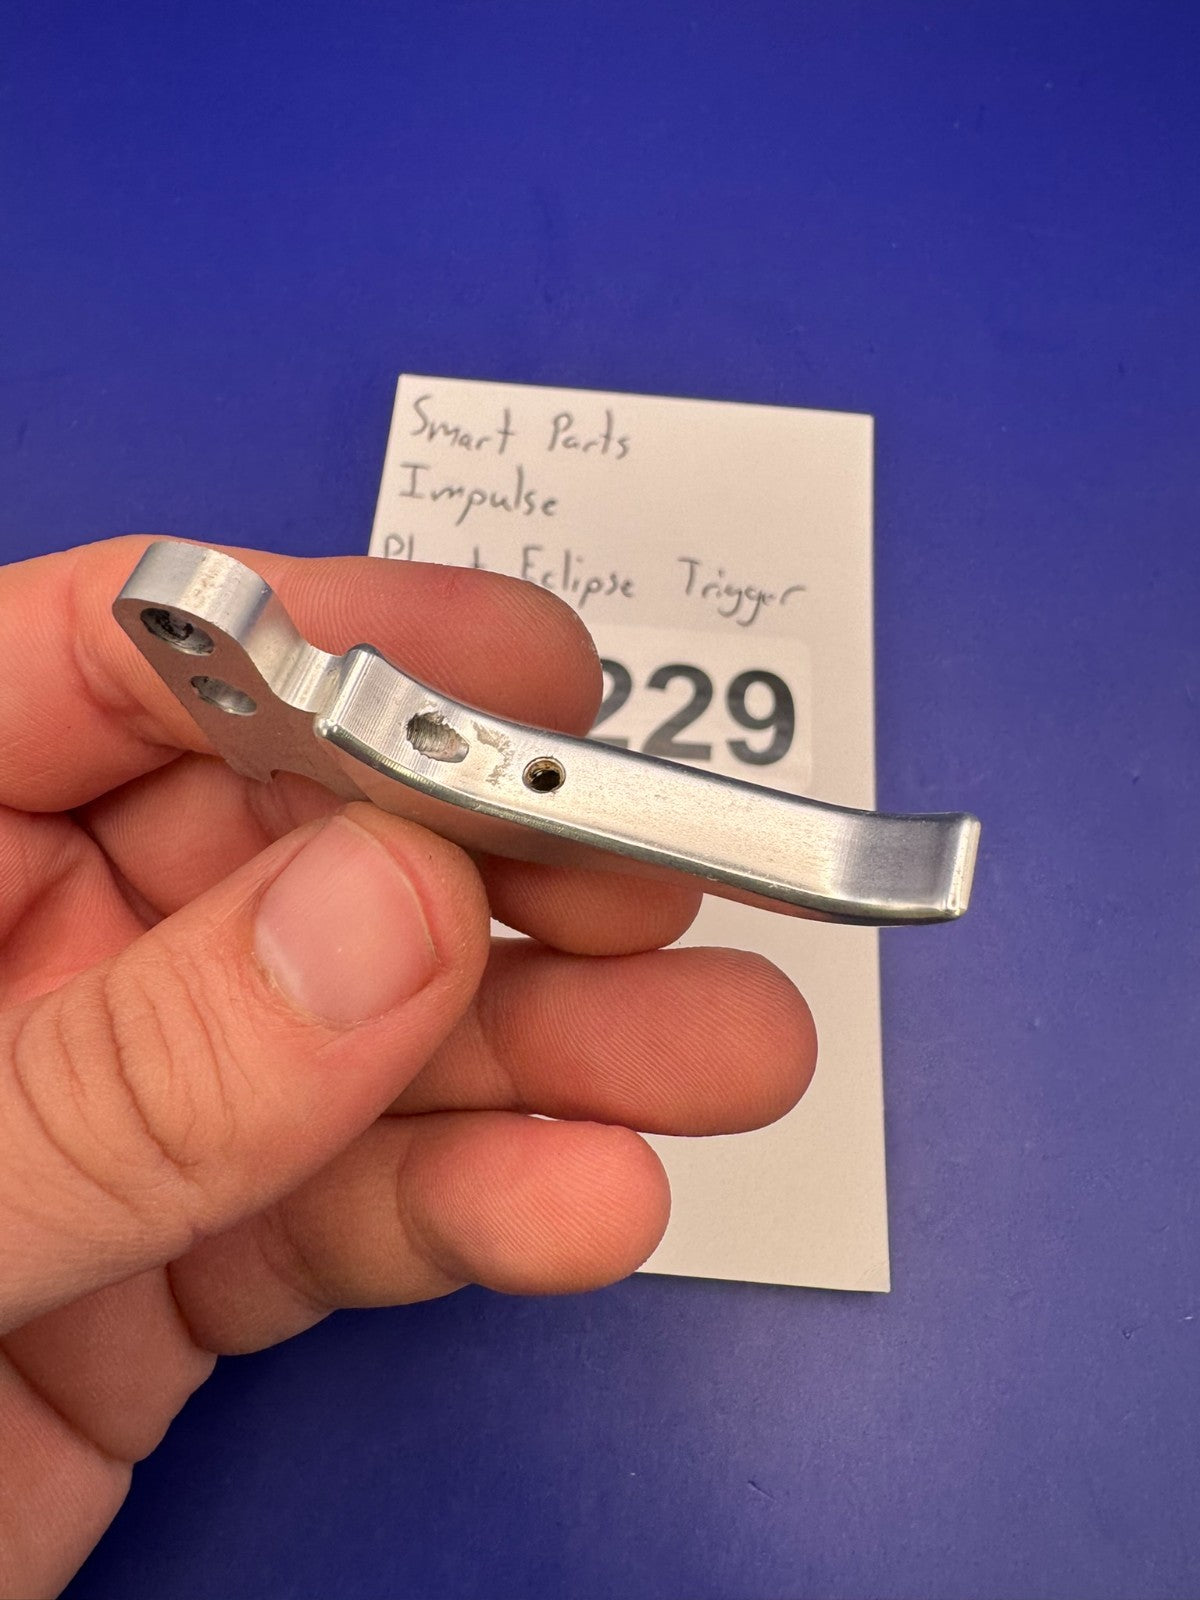 Smart Parts
Impulse
Eclipse Trigger
229